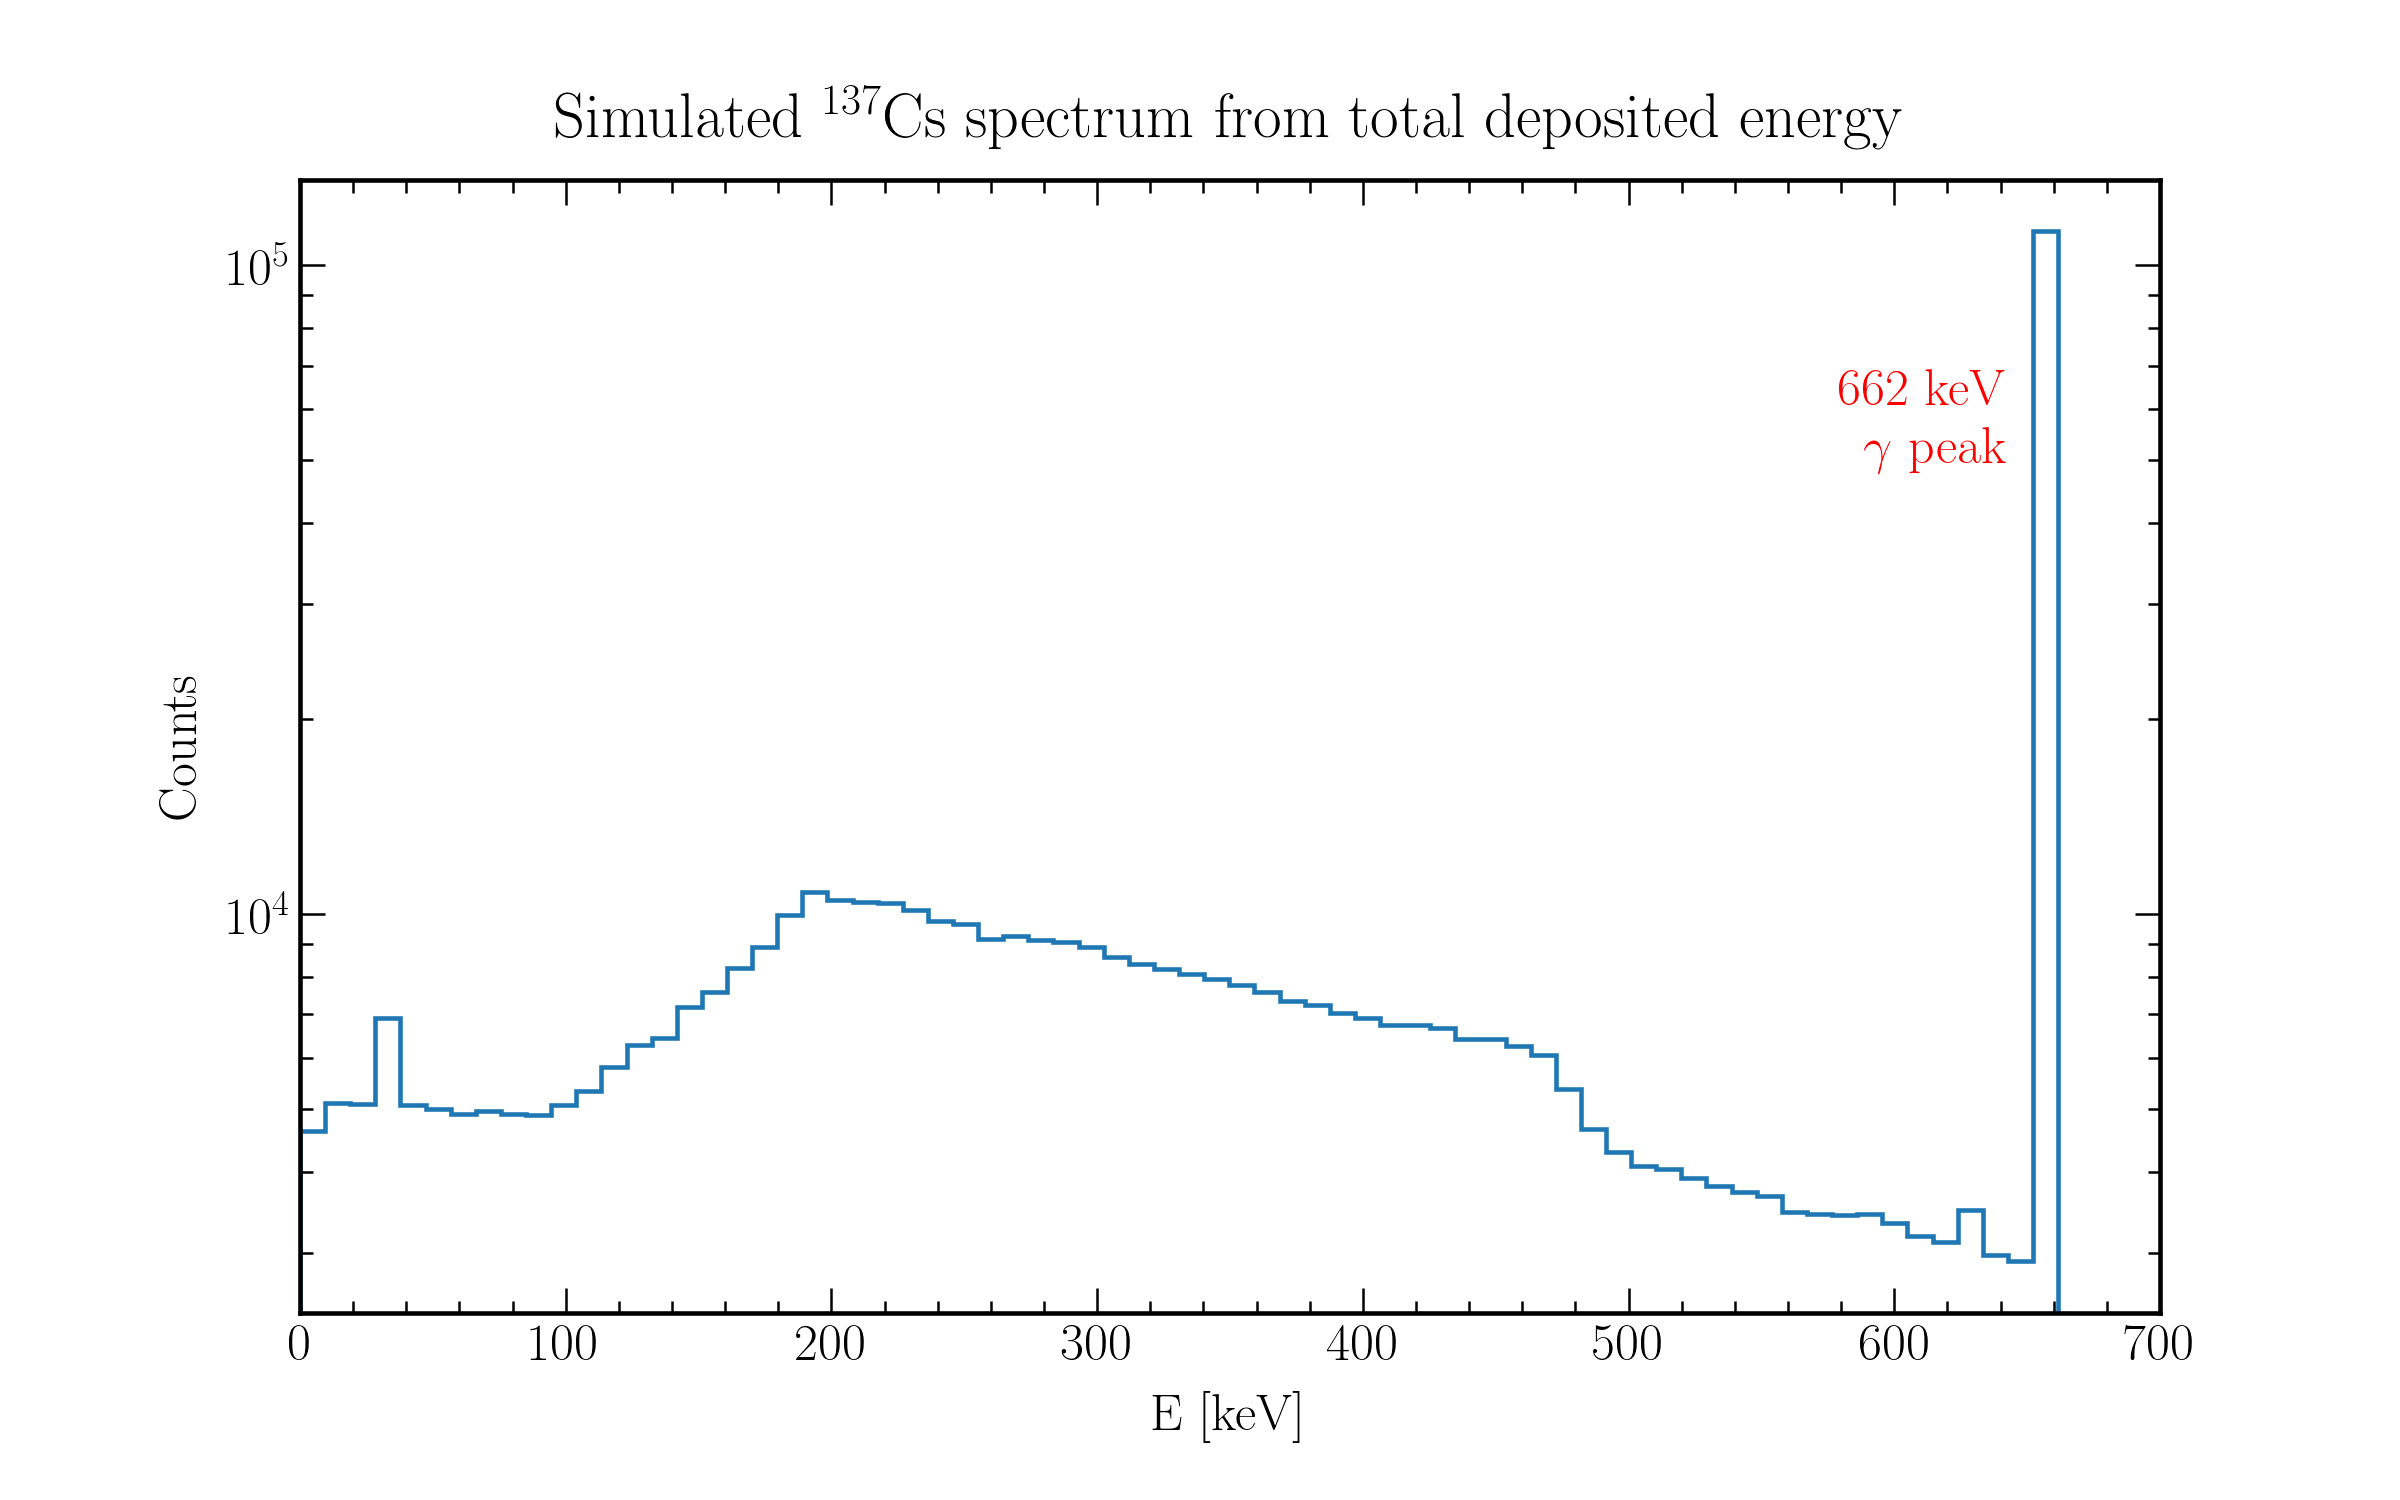 Simulated ¹³⁷Cs spectrum from total deposited energy
10⁵
662 keV
γ peak
Counts
10⁴
0 100 200 300 400 500 600 700
E [keV]